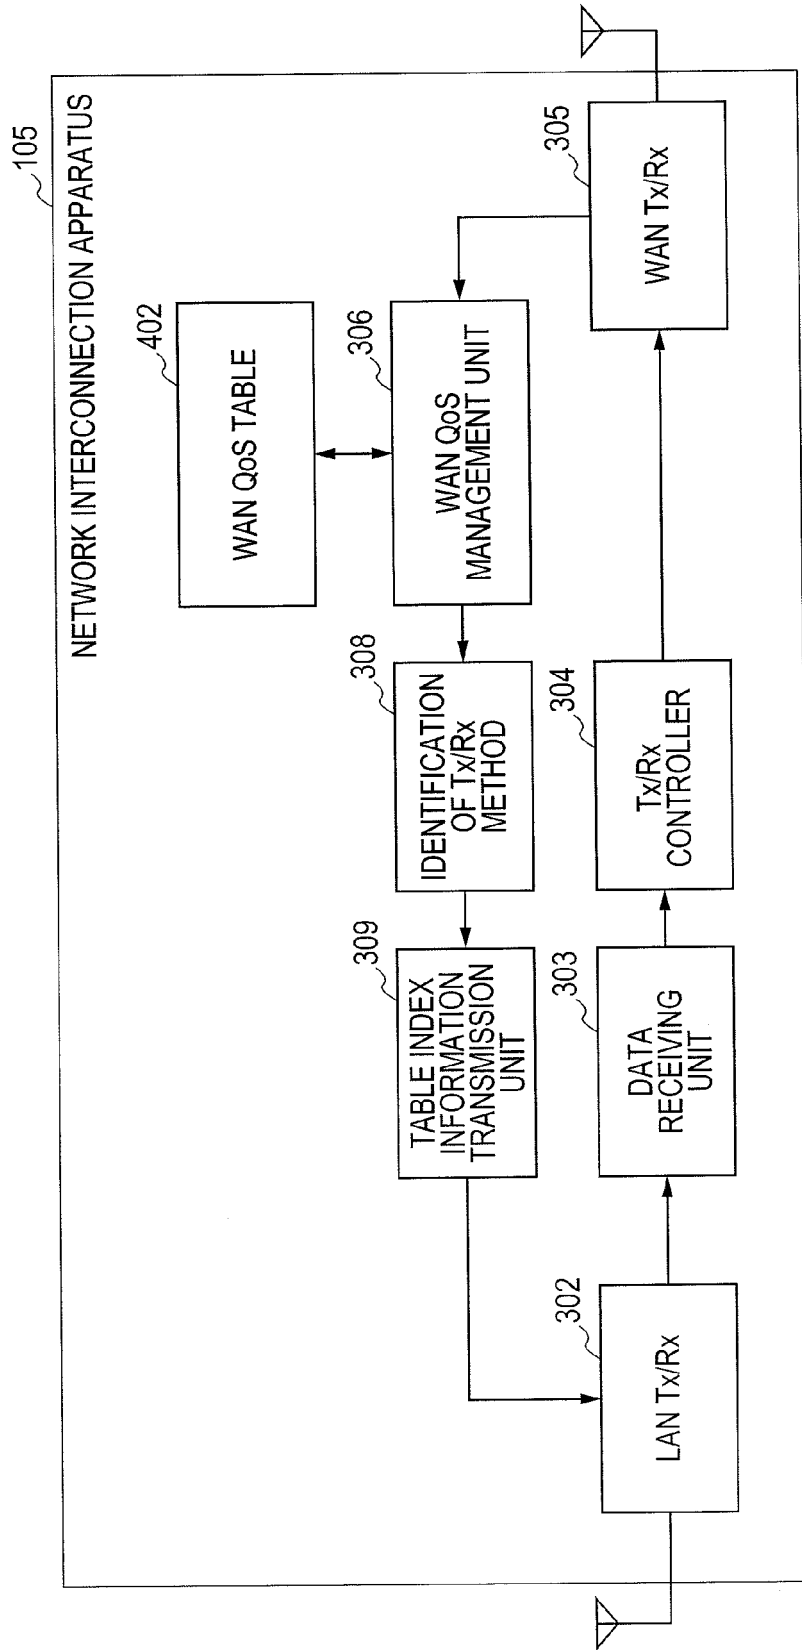 105
NETWORK INTERCONNECTION APPARATUS
402
WAN QoS TABLE
309
TABLE INDEX
INFORMATION
TRANSMISSION
UNIT
308
IDENTIFICATION
OF Tx/Rx
METHOD
306
WAN QoS
MANAGEMENT UNIT
302
LAN Tx/Rx
303
DATA
RECEIVING
UNIT
304
Tx/Rx
CONTROLLER
305
WAN Tx/Rx